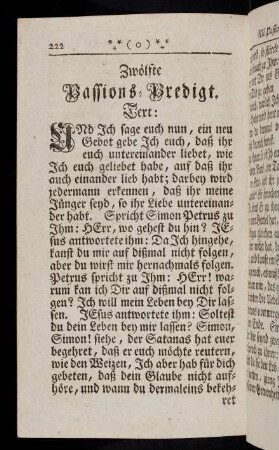 222 ** ( o ) **
Zwölfte
Passions-Predigt.
Text:
UNd Ich sage euch nun, ein neu
Gebot gebe Ich euch, daß ihr
euch untereinander liebet, wie
Ich euch geliebet habe, auf daß ihr
auch einander lieb habt; darbey wird
jedermann erkennen, daß ihr meine
Jünger seyd, so ihr Liebe untereinan-
der habt. Spricht Simon Petrus zu
Ihm: HErr, wo gehest du hin? JE-
sus antwortete ihm: Da Ich hingehe,
kanst du mir auf dißmal nicht folgen,
aber du wirst mir hernachmals folgen.
Petrus spricht zu Ihm: HErr! wa-
rum kan ich Dir auf dißmal nicht fol-
gen? Ich will mein Leben bey Dir las-
sen. JEsus antwortete ihm: Soltest
du dein Leben bey mir lassen? Simon,
Simon! siehe, der Satanas hat euer
begehret, daß er euch möchte reutern,
wie den Weizen, Ich aber hab für dich
gebeten, daß dein Glaube nicht auf-
höre, und wann du dermaleins bekeh-
ret